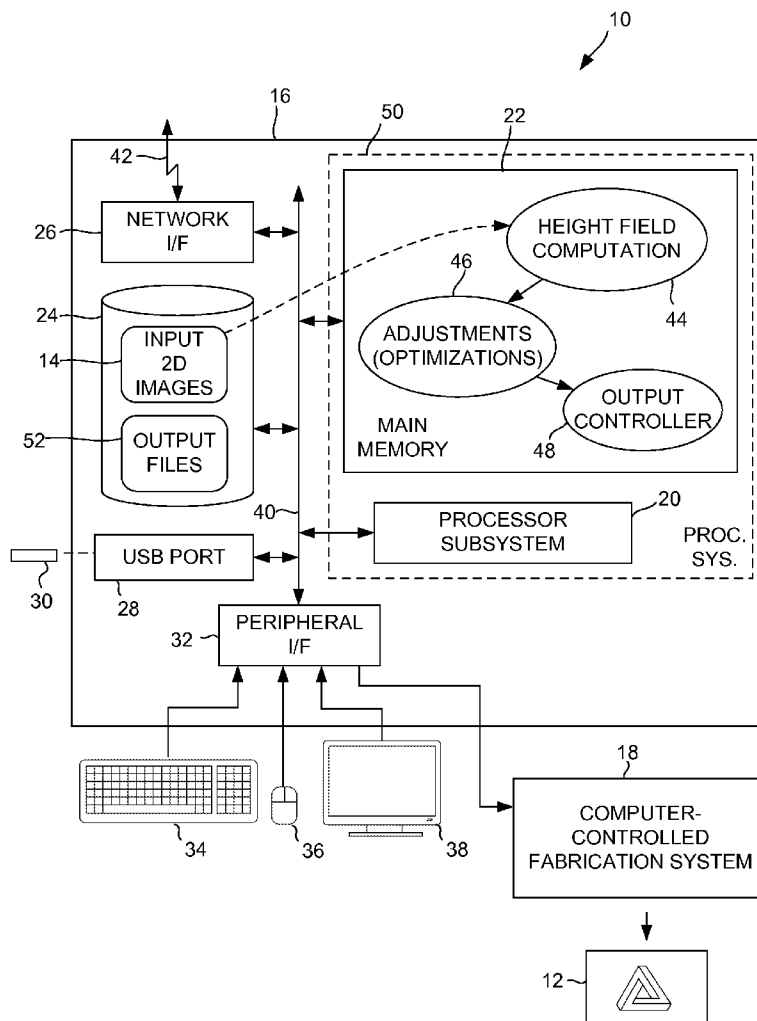 10
16
50
22
42
26
NETWORK
I/F
HEIGHT FIELD
COMPUTATION
44
24
46
14
INPUT
2D
IMAGES
ADJUSTMENTS
(OPTIMIZATIONS)
52
OUTPUT
FILES
OUTPUT
CONTROLLER
48
MAIN
MEMORY
40
20
PROCESSOR
SUBSYSTEM
PROC.
SYS.
30
USB PORT
28
32
PERIPHERAL
I/F
34
36
38
18
COMPUTER-
CONTROLLED
FABRICATION SYSTEM
12